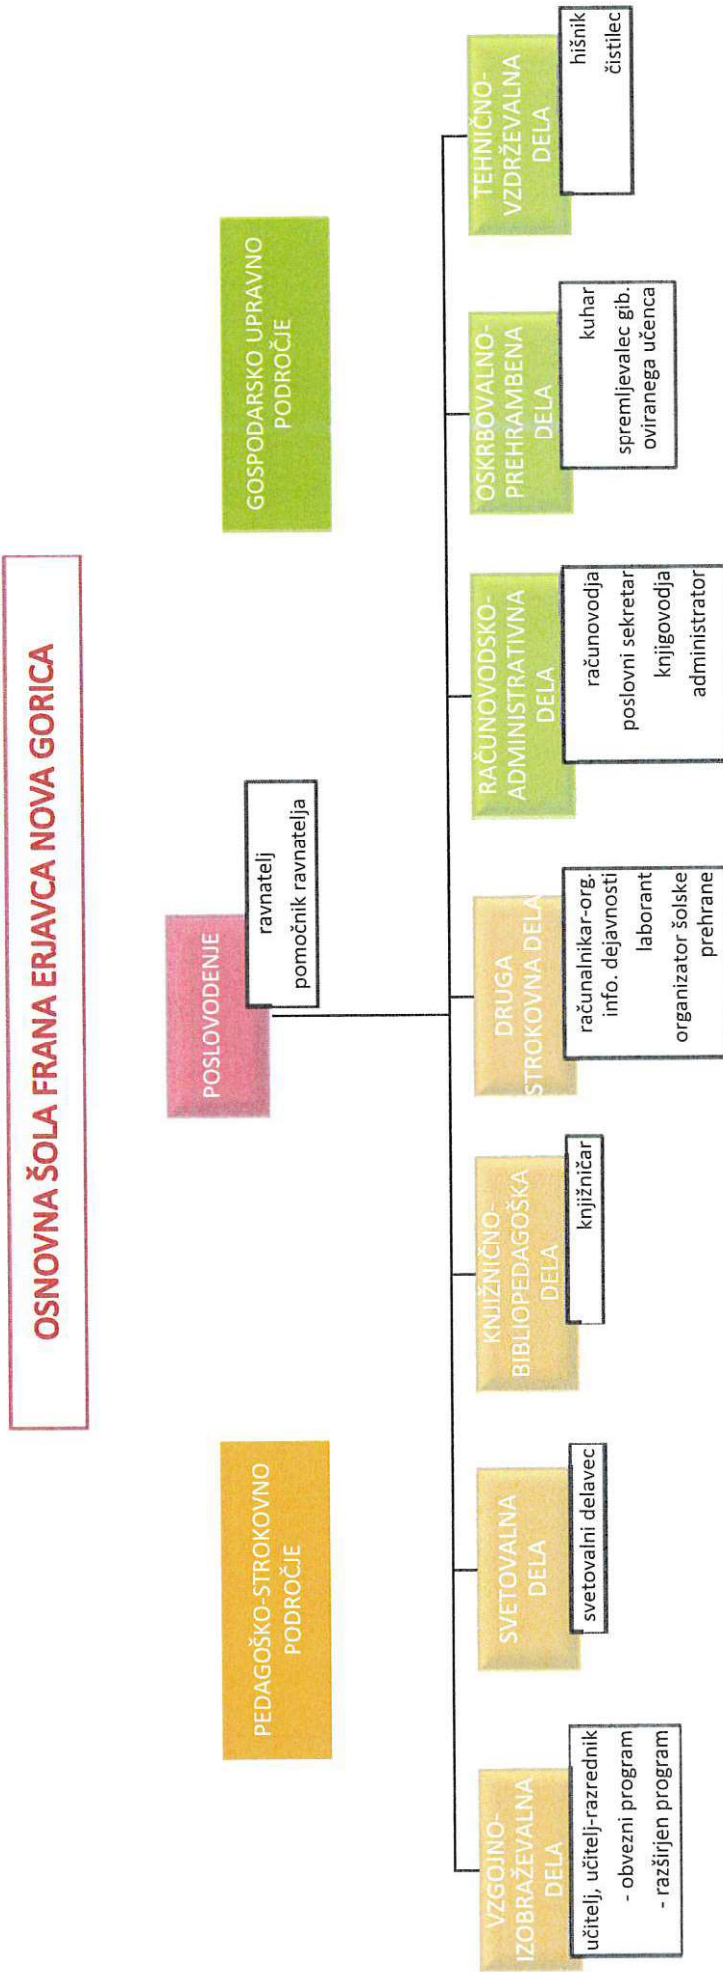 OSNOVNA ŠOLA FRANA ERJAVCA NOVA GORICA
POSLOVODENJE
ravnatelj
pomočnik ravnatelja
PEDAGOŠKO-STROKOVNO
PODROČJE
GOSPODARSKO UPRAVNO
PODROČJE
VZGOJNO-
IZOBRAŽEVALNA
DELA
učitelj, učitelj-razrednik
- obvezni program
- razširjen program
SVETOVALNA
DELA
svetovalni delavec
KNJIŽNIČNO-
BIBLIOPEDAGOŠKA
DELA
knjižničar
DRUGA
STROKOVNA DELA
računalnikar-org.
info. dejavnosti
laborant
organizator šolske
prehrane
RAČUNOVODSKO-
ADMINISTRATIVNA
DELA
računovodja
poslovni sekretar
knjigovodja
administrator
OSKRBOVALNO-
PREHRAMBENA
DELA
kuhar
spremljevalec gib.
oviranega učenca
TEHNIČNO-
VZDRŽEVALNA
DELA
hišnik
čistilec